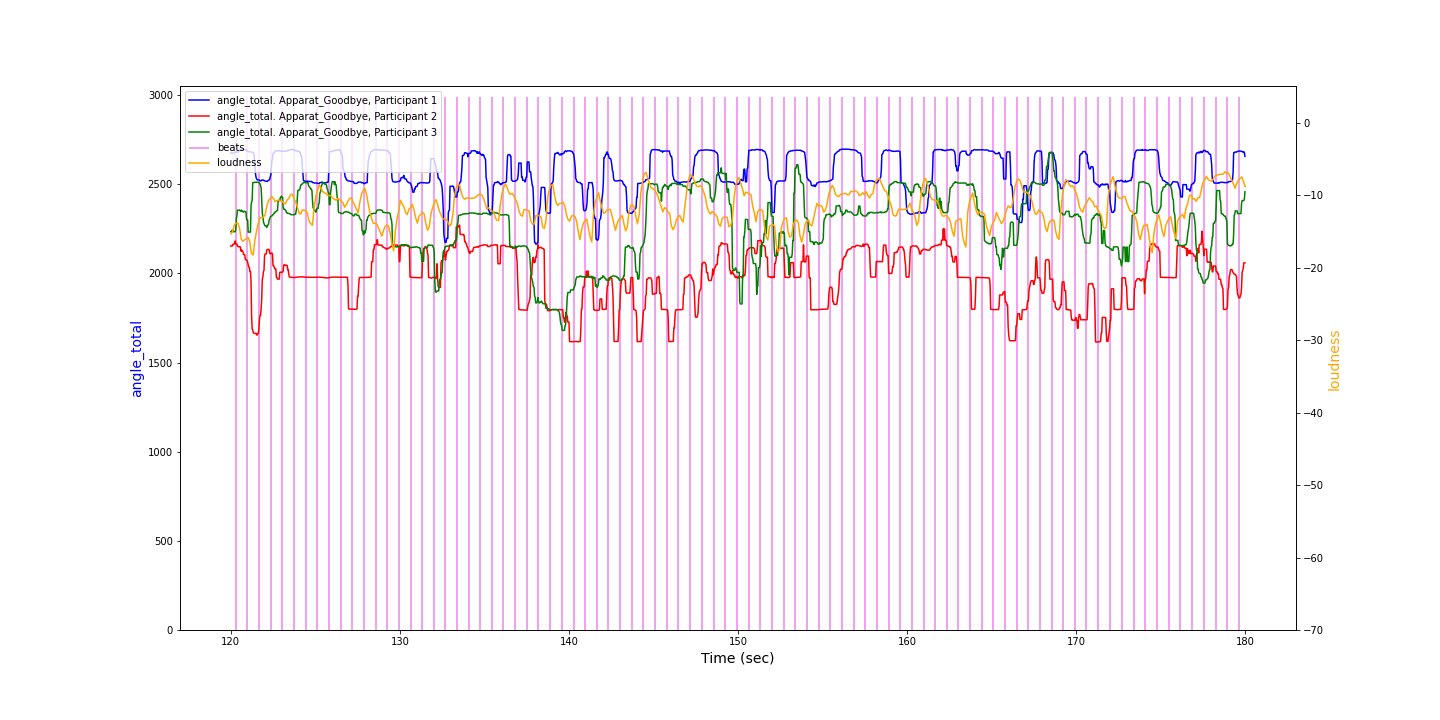 angle_total. Apparat_Goodbye, Participant 1
angle_total. Apparat_Goodbye, Participant 2
angle_total. Apparat_Goodbye, Participant 3
beats
loudness
3000
2500
2000
1500
1000
500
0
angle_total
0
−10
−20
−30
−40
−50
−60
−70
loudness
120
130
140
150
160
170
180
Time (sec)